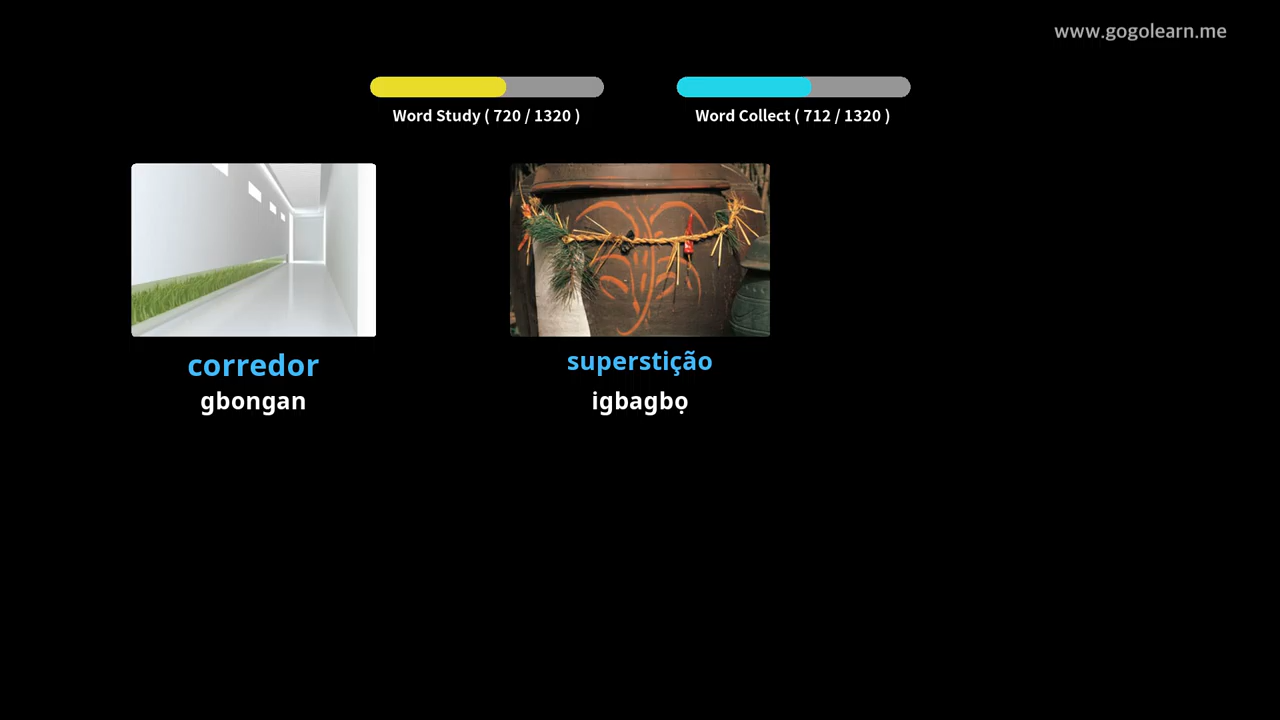 www.gogolearn.me
Word Study ( 720 / 1320 )
Word Collect ( 712 / 1320 )
corredor
gbongan
superstição
igbagbọ